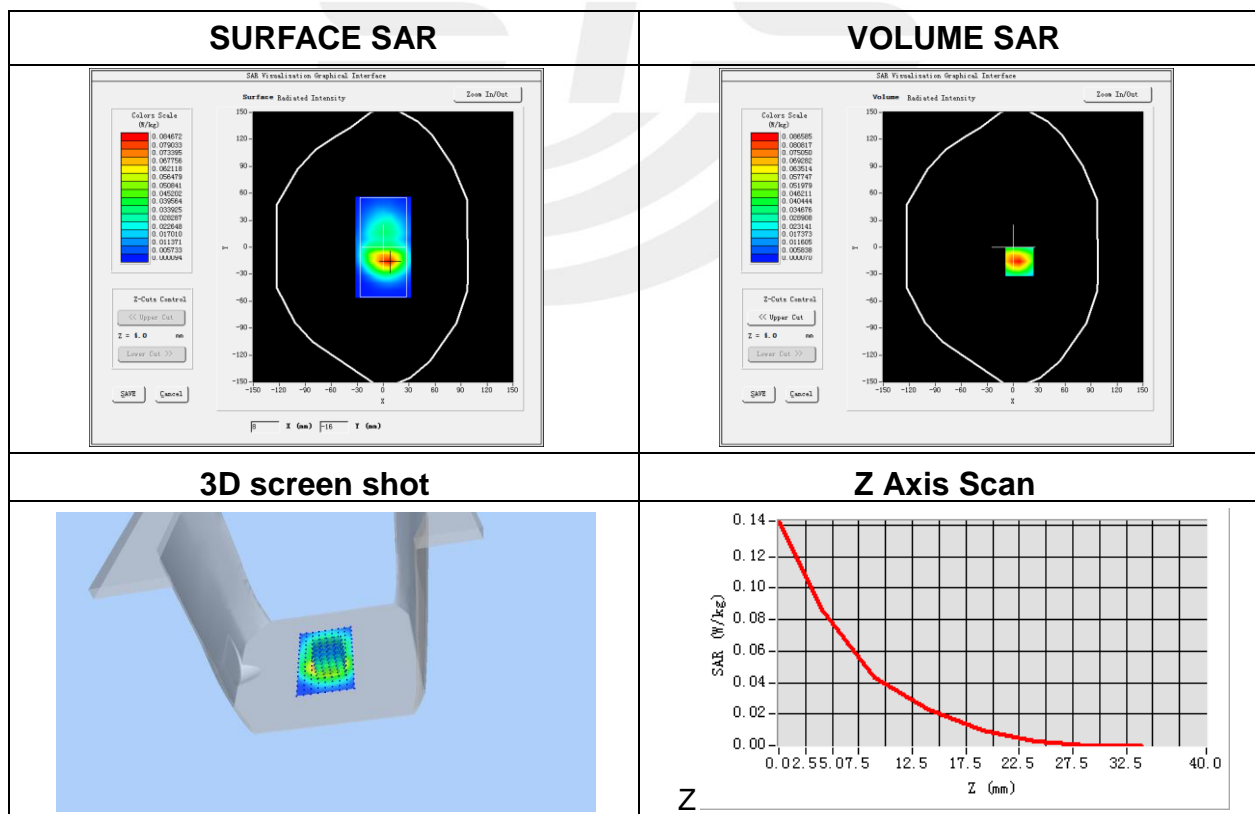 SURFACE SAR
VOLUME SAR
SAR Visualisation Graphical Interface
Surface Radiated Intensity
Zoom In/Out
Colors Scale
(W/kg)
0.084672
0.079033
0.073395
0.067756
0.062118
0.056479
0.050841
0.045202
0.039564
0.033925
0.028287
0.022648
0.017010
0.011371
0.005733
0.000094
Z-Cuts Control
<< Upper Cut
Lower Cut >>
SAVE
Cancel
150
120
90
60
30
0
-30
-60
-90
-120
-150
Y
-150 -120 -90 -60 -30 0 30 60 90 120 150
X
8 X (mm) -16 Y (mm)
SAR Visualisation Graphical Interface
Volume Radiated Intensity
Zoom In/Out
Colors Scale
(W/kg)
0.086585
0.080817
0.075050
0.069282
0.063514
0.057747
0.051979
0.046211
0.040444
0.034676
0.028908
0.023141
0.017373
0.011605
0.005838
0.000070
Z-Cuts Control
<< Upper Cut
Lower Cut >>
SAVE
Cancel
150
120
90
60
30
0
-30
-60
-90
-120
-150
Y
-150 -120 -90 -60 -30 0 30 60 90 120 150
X
3D screen shot
Z Axis Scan
0.14
0.12
0.10
0.08
0.06
0.04
0.02
0.00
SAR (W/kg)
0.0 2.5 5.0 7.5 12.5 17.5 22.5 27.5 32.5 40.0
Z (mm)
Z